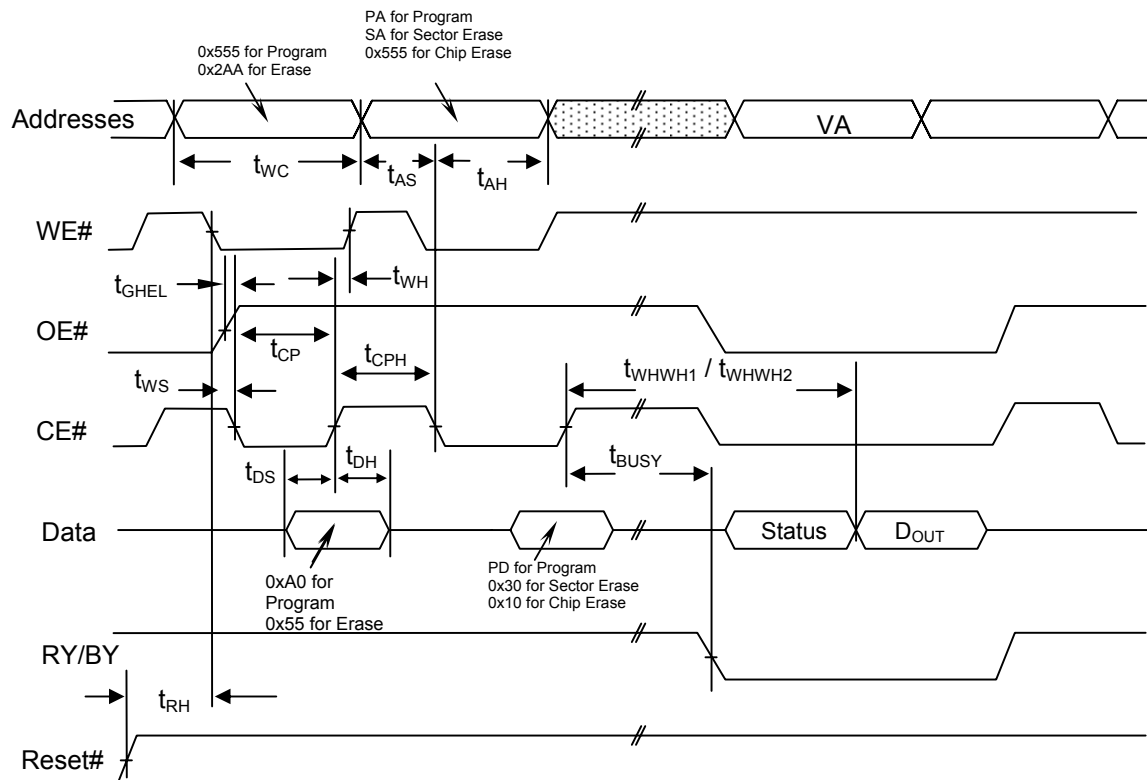 PA for Program
SA for Sector Erase
0x555 for Chip Erase
0x555 for Program
0x2AA for Erase
Addresses
VA
tWC
tAS
tAH
WE#
tGHEL
tWH
OE#
tCP
tCPH
tWHWH1 / tWHWH2
tWS
CE#
tDS
tDH
tBUSY
Data
Status
DOUT
0xA0 for
Program
0x55 for Erase
PD for Program
0x30 for Sector Erase
0x10 for Chip Erase
RY/BY
tRH
Reset#